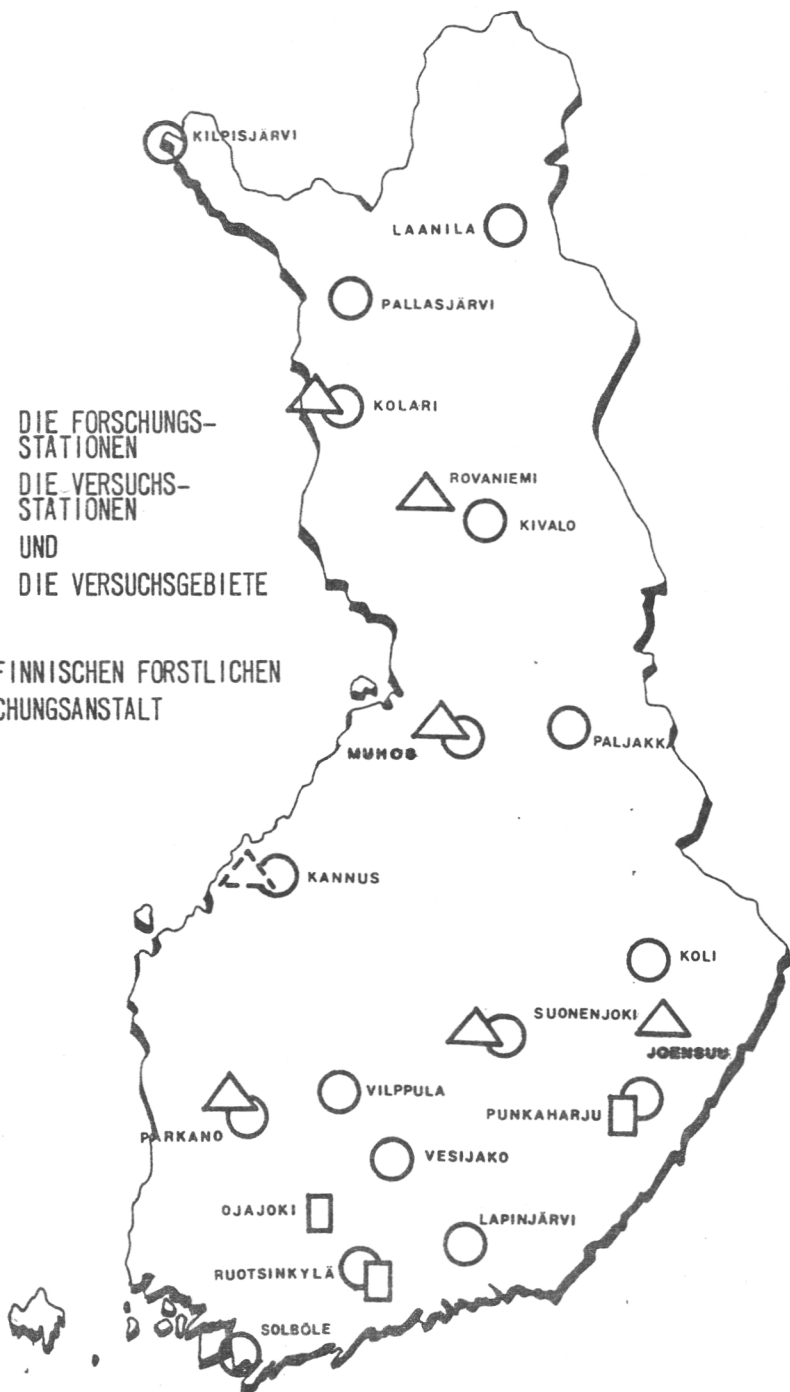 KILPISJÄRVI
LAANILA
PALLASJÄRVI
KOLARI
DIE FORSCHUNGS-
STATIONEN
DIE VERSUCHS-
STATIONEN
UND
DIE VERSUCHSGEBIETE
ROVANIEMI
KIVALO
FINNISCHEN FORSTLICHEN
CHUNGSANSTALT
MUHOS
PALJAKKA
KANNUS
KOLI
SUONENJOKI
JOENSUU
VILPPULA
PUNKAHARJU
PARKANO
VESIJAKO
OJAJOKI
LAPINJÄRVI
RUOTSINKYLÄ
SOLBÖLE